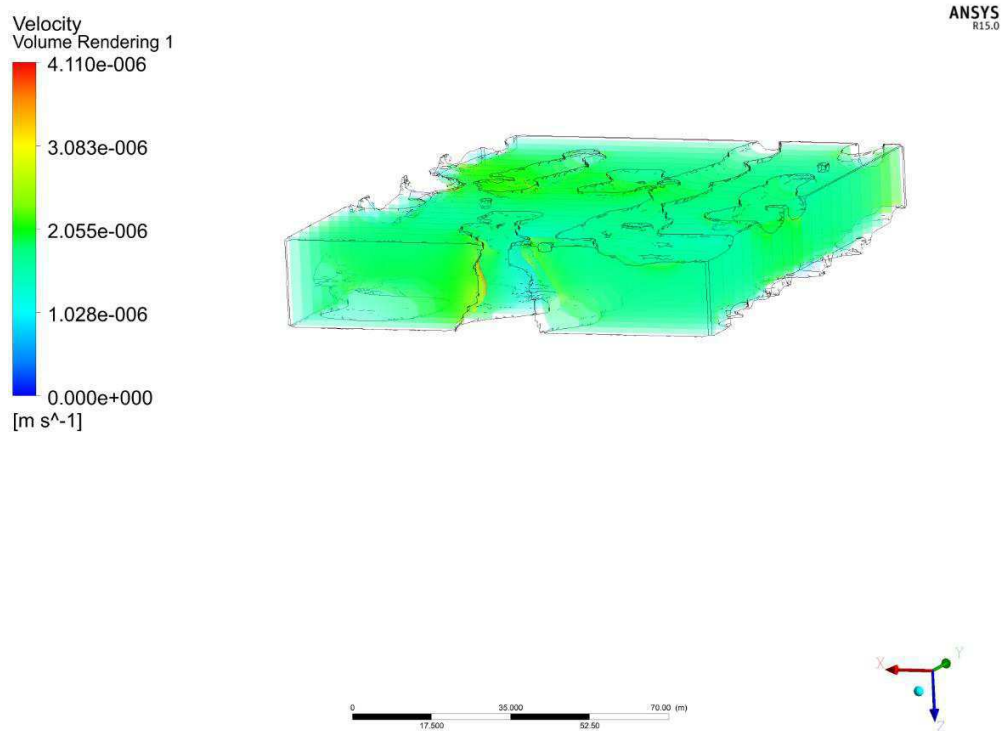 Velocity
Volume Rendering 1
ANSYS
R15.0
4.110e-006
3.083e-006
2.055e-006
1.028e-006
0.000e+000
[m s^-1]
X
Y
Z
0
35.000
70.00 (m)
17.500
52.50